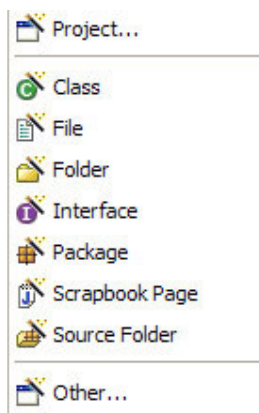 Project...
Class
File
Folder
Interface
Package
Scrapbook Page
Source Folder
Other...